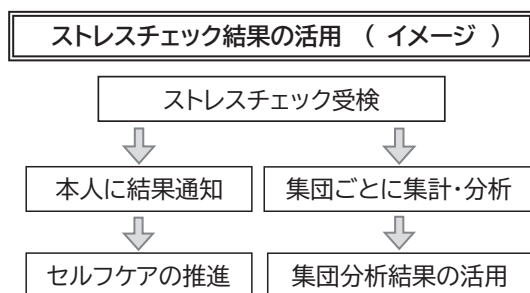 ストレスチェック結果の活用 ( イメージ )
ストレスチェック受検
本人に結果通知
集団ごとに集計・分析
セルフケアの推進
集団分析結果の活用